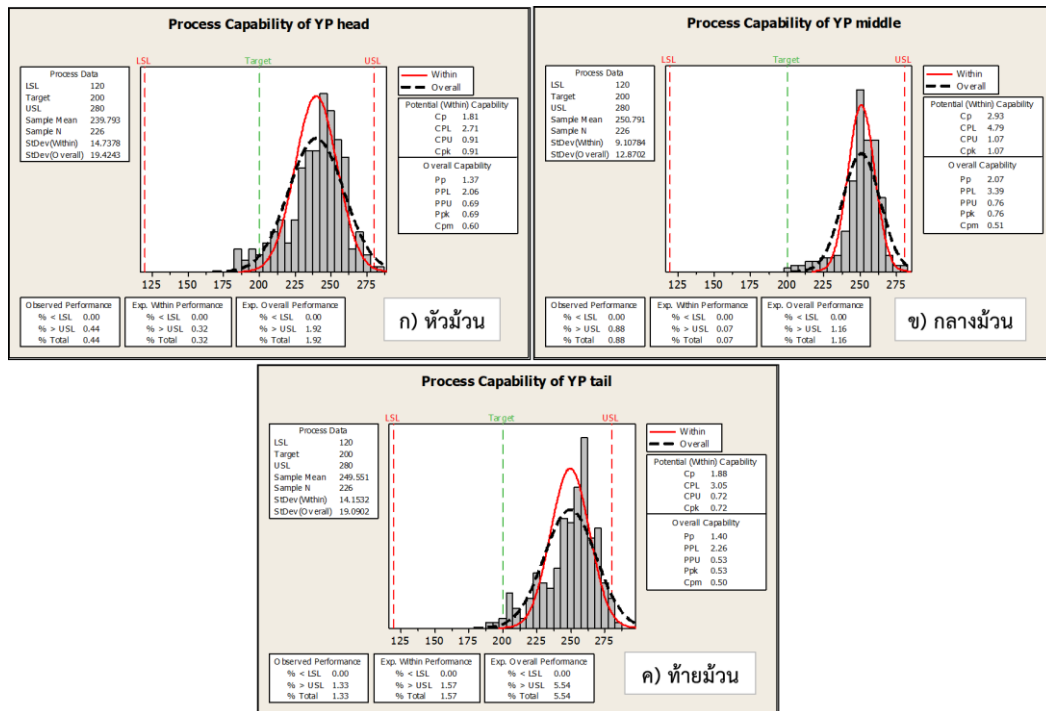 Process Capability of YP head
LSL Target USL
Process Data
LSL 120
Target 200
USL 280
Sample Mean 239.793
Sample N 226
StDev(Within) 14.7378
StDev(Overall) 19.4243
Within
Overall
Potential (Within) Capability
Cp 1.81
CPL 2.71
CPU 0.91
Cpk 0.91
Overall Capability
Pp 1.37
PPL 2.06
PPU 0.69
Ppk 0.69
Cpm 0.60
125 150 175 200 225 250 275
Observed Performance
% < LSL 0.00
% > USL 0.44
% Total 0.44
Exp. Within Performance
% < LSL 0.00
% > USL 0.32
% Total 0.32
Exp. Overall Performance
% < LSL 0.00
% > USL 1.92
% Total 1.92
ก) หัวม้วน
Process Capability of YP middle
LSL Target USL
Process Data
LSL 120
Target 200
USL 280
Sample Mean 250.791
Sample N 226
StDev(Within) 9.10784
StDev(Overall) 12.8702
Within
Overall
Potential (Within) Capability
Cp 2.93
CPL 4.79
CPU 1.07
Cpk 1.07
Overall Capability
Pp 2.07
PPL 3.39
PPU 0.76
Ppk 0.76
Cpm 0.51
125 150 175 200 225 250 275
Observed Performance
% < LSL 0.00
% > USL 0.88
% Total 0.88
Exp. Within Performance
% < LSL 0.00
% > USL 0.07
% Total 0.07
Exp. Overall Performance
% < LSL 0.00
% > USL 1.16
% Total 1.16
ข) กลางม้วน
Process Capability of YP tail
LSL Target USL
Process Data
LSL 120
Target 200
USL 280
Sample Mean 249.551
Sample N 226
StDev(Within) 14.1532
StDev(Overall) 19.0902
Within
Overall
Potential (Within) Capability
Cp 1.88
CPL 3.05
CPU 0.72
Cpk 0.72
Overall Capability
Pp 1.40
PPL 2.26
PPU 0.53
Ppk 0.53
Cpm 0.50
125 150 175 200 225 250 275
Observed Performance
% < LSL 0.00
% > USL 1.33
% Total 1.33
Exp. Within Performance
% < LSL 0.00
% > USL 1.57
% Total 1.57
Exp. Overall Performance
% < LSL 0.00
% > USL 5.54
% Total 5.54
ค) ท้ายม้วน